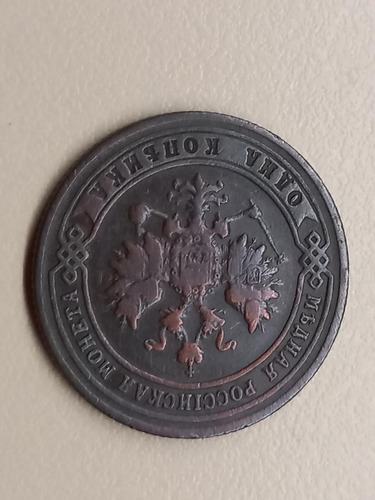 МѢДНАЯ РОССІЙСКАЯ МОНЕТА
ОДНА КОПѢЙКА